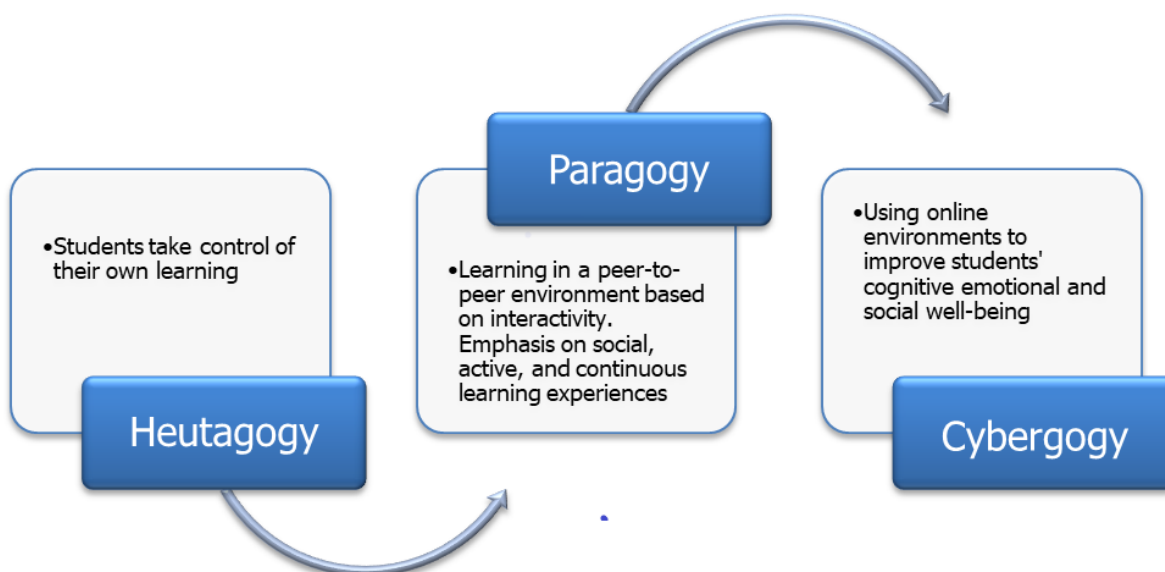 •Students take control of
their own learning
Heutagogy
Paragogy
•Learning in a peer-to-
peer environment based
on interactivity.
Emphasis on social,
active, and continuous
learning experiences
•Using online
environments to
improve students'
cognitive emotional and
social well-being
Cybergogy